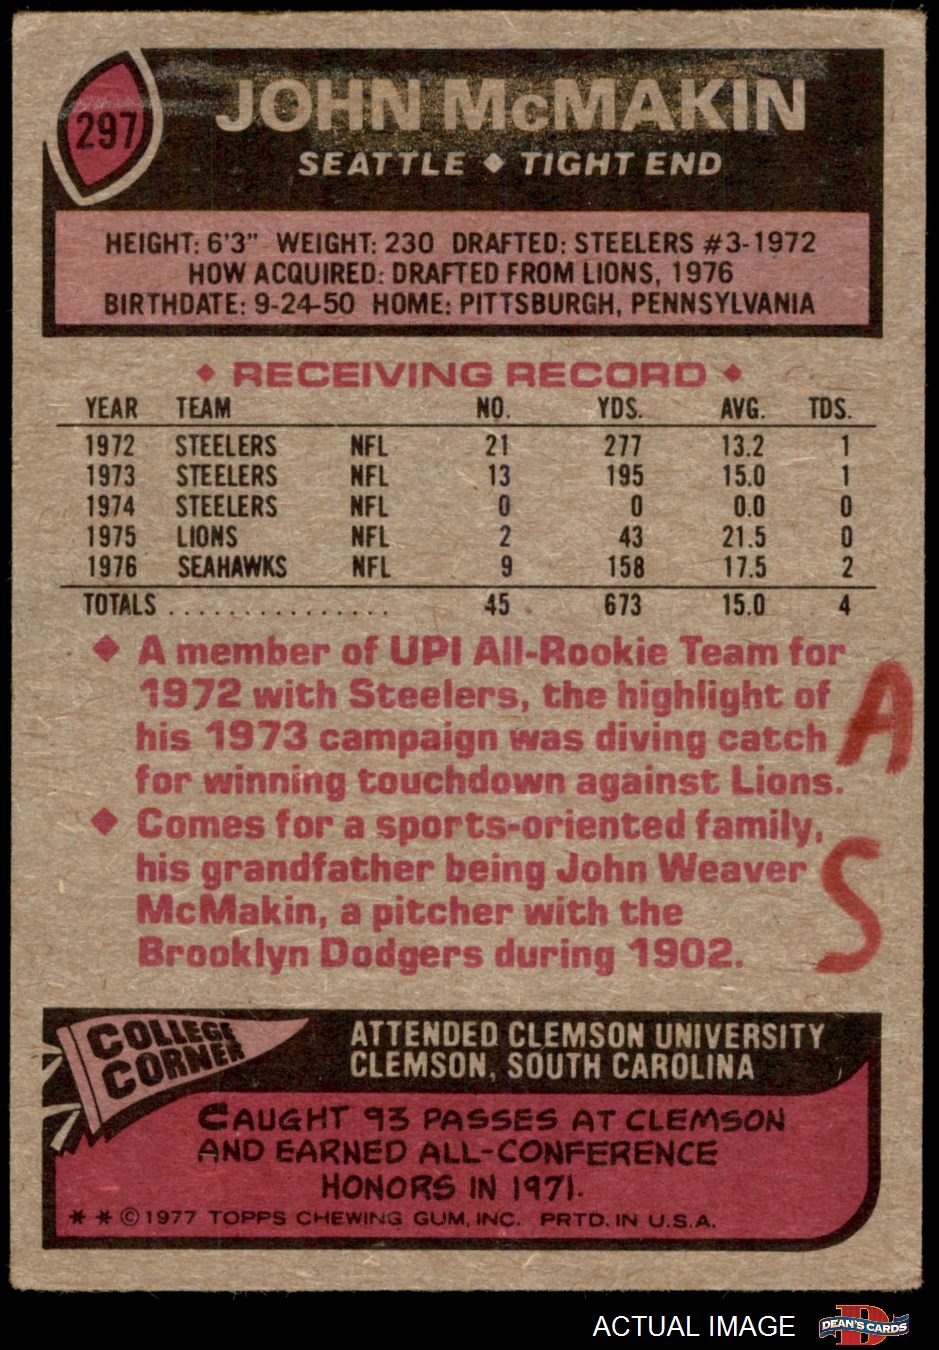 297
JOHN McMAKIN
SEATTLE ◆ TIGHT END
HEIGHT: 6'3" WEIGHT: 230 DRAFTED: STEELERS #3-1972
HOW ACQUIRED: DRAFTED FROM LIONS, 1976
BIRTHDATE: 9-24-50 HOME: PITTSBURGH, PENNSYLVANIA
◆ RECEIVING RECORD ◆
YEAR TEAM NO. YDS. AVG. TDS.
1972 STEELERS NFL 21 277 13.2 1
1973 STEELERS NFL 13 195 15.0 1
1974 STEELERS NFL 0 0 0.0 0
1975 LIONS NFL 2 43 21.5 0
1976 SEAHAWKS NFL 9 158 17.5 2
TOTALS . . . . . . . . . . . . . . . 45 673 15.0 4
◆ A member of UPI All-Rookie Team for
1972 with Steelers, the highlight of
his 1973 campaign was diving catch
for winning touchdown against Lions.
◆ Comes for a sports-oriented family,
his grandfather being John Weaver
McMakin, a pitcher with the
Brooklyn Dodgers during 1902.
A
S
COLLEGE
CORNER
ATTENDED CLEMSON UNIVERSITY
CLEMSON, SOUTH CAROLINA
CAUGHT 93 PASSES AT CLEMSON
AND EARNED ALL-CONFERENCE
HONORS IN 1971.
* * © 1977 TOPPS CHEWING GUM, INC. PRTD. IN U.S.A.
ACTUAL IMAGE
D
DEAN'S CARDS